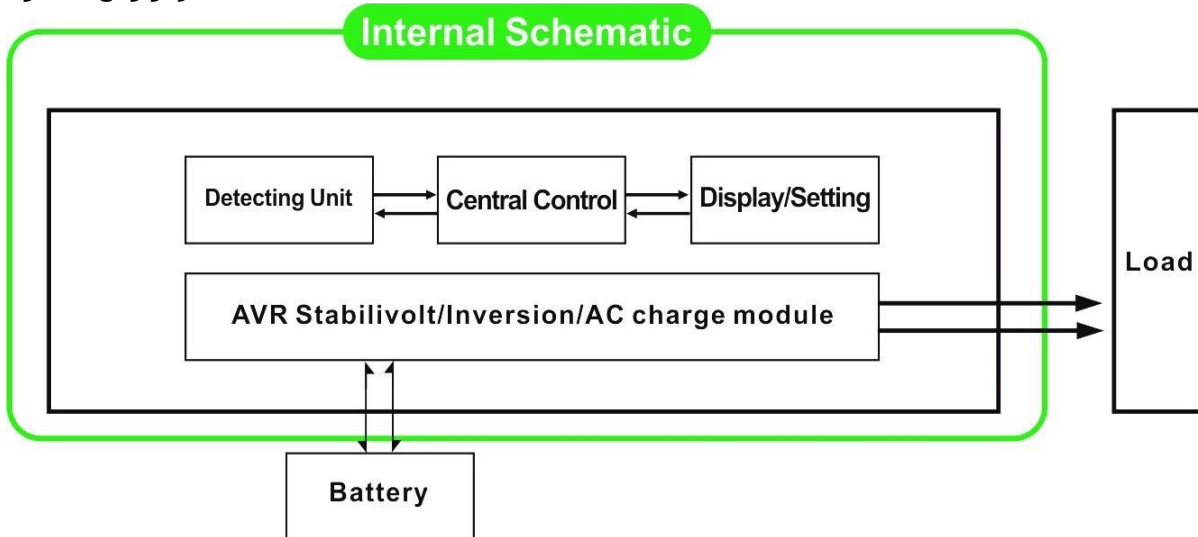 Internal Schematic
Detecting Unit
Central Control
Display/Setting
Load
AVR Stabilivolt/Inversion/AC charge module
Battery